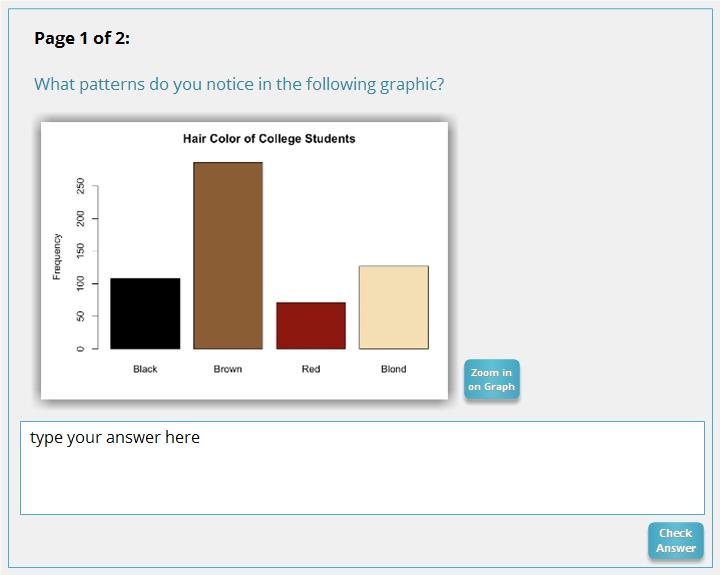 Page 1 of 2:
What patterns do you notice in the following graphic?
Hair Color of College Students
Frequency
250
200
150
100
50
0
Black Brown Red Blond
Zoom in
on Graph
type your answer here
Check
Answer